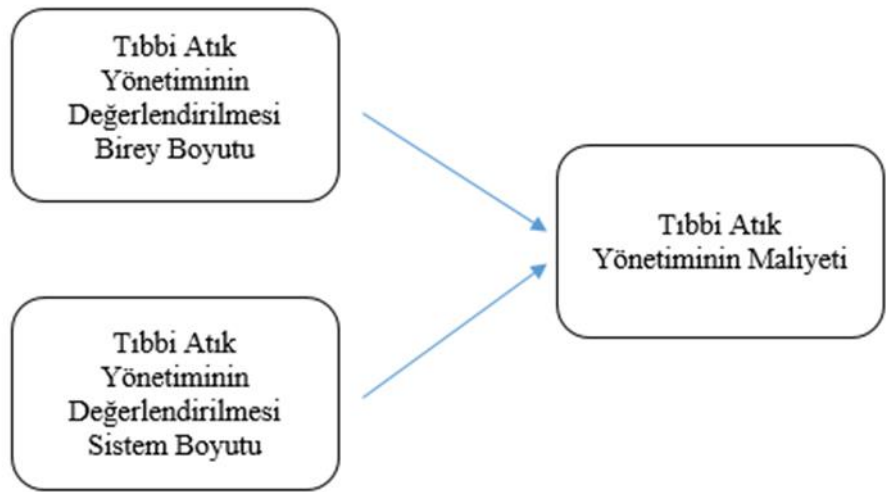 Tıbbi Atık
Yönetiminin
Değerlendirilmesi
Birey Boyutu
Tıbbi Atık
Yönetiminin Maliyeti
Tıbbi Atık
Yönetiminin
Değerlendirilmesi
Sistem Boyutu